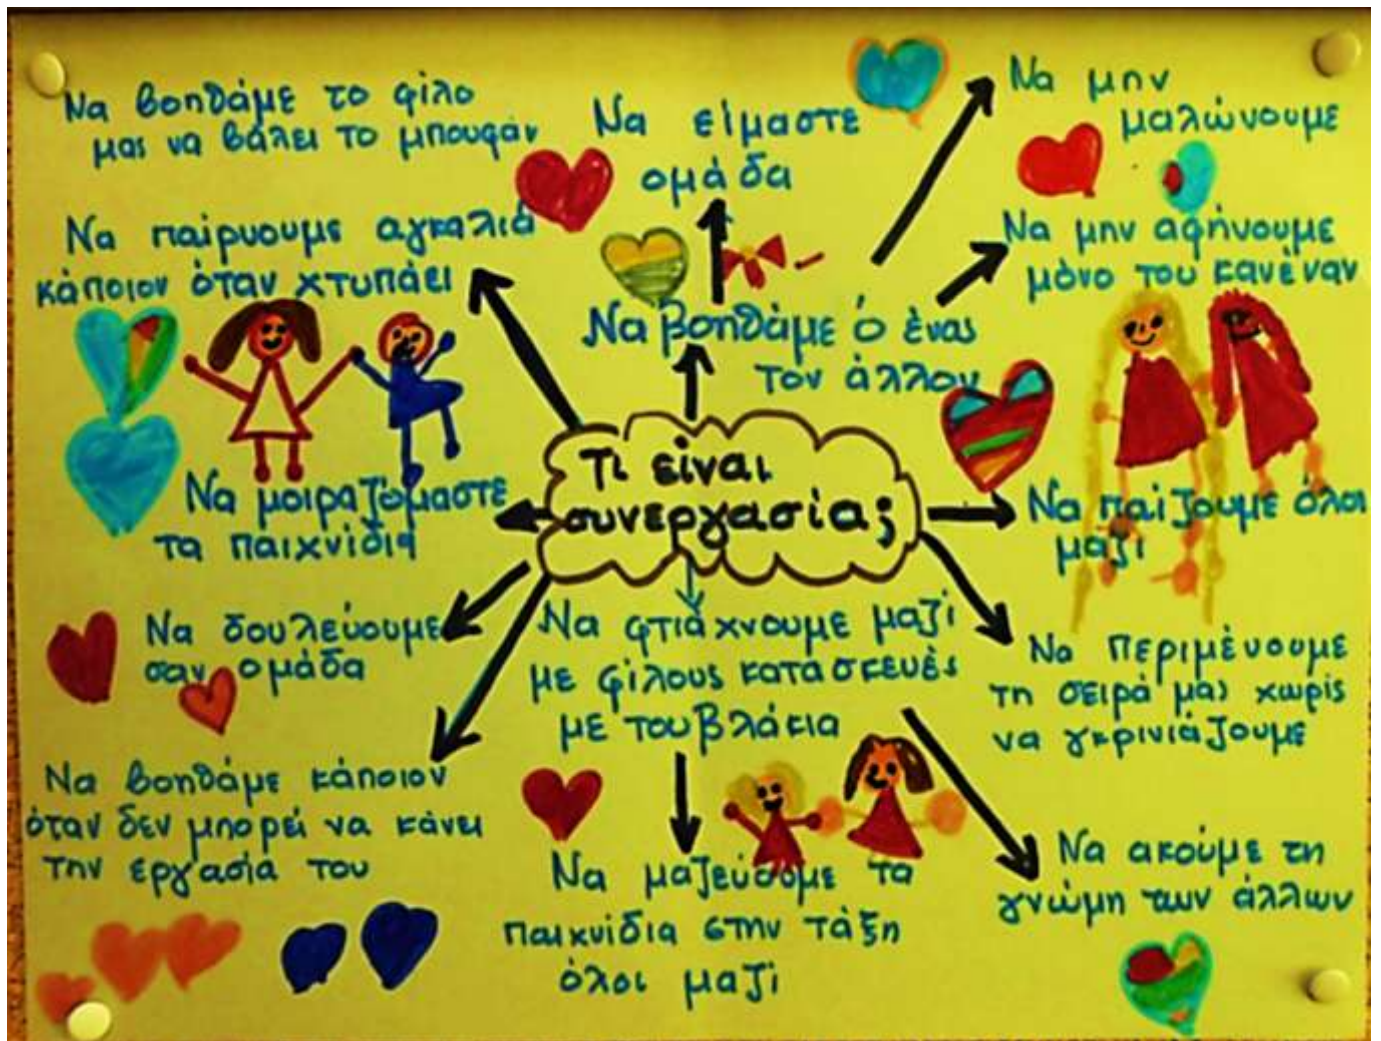 Να βοηθάμε το φίλο
μας να βάλει το μπουφάν
Να είμαστε
ομάδα
Να μην
μαλώνουμε
Να παίρνουμε αγκαλιά
κάποιον όταν χτυπάει
Να μην αφήνουμε
μόνο του κανέναν
Να βοηθάμε ό ένας
τον άλλον
Τι είναι
συνεργασία;
Να μοιραζόμαστε
τα παιχνίδια
Να παίζουμε όλοι
μαζί
Να δουλεύουμε
σαν ομάδα
Να φτιάχνουμε μαζί
με φίλους κατασκευές
με τουβλάκια
Να περιμένουμε
τη σειρά μας χωρίς
να γκρινιάζουμε
Να βοηθάμε κάποιον
όταν δεν μπορεί να κάνει
την εργασία του
Να μαζεύουμε τα
παιχνίδια στην τάξη
όλοι μαζί
Να ακούμε τη
γνώμη των άλλων